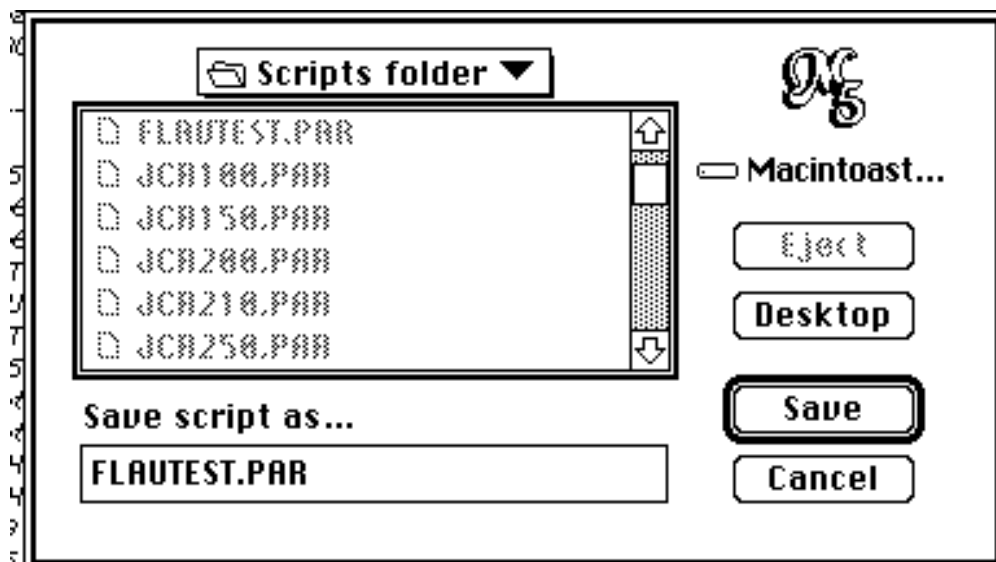 Scripts folder
FLAUTEST.PAR
JCA100.PAR
JCA150.PAR
JCA200.PAR
JCA210.PAR
JCA250.PAR
Save script as...
FLAUTEST.PAR
Macintoast...
Eject
Desktop
Save
Cancel